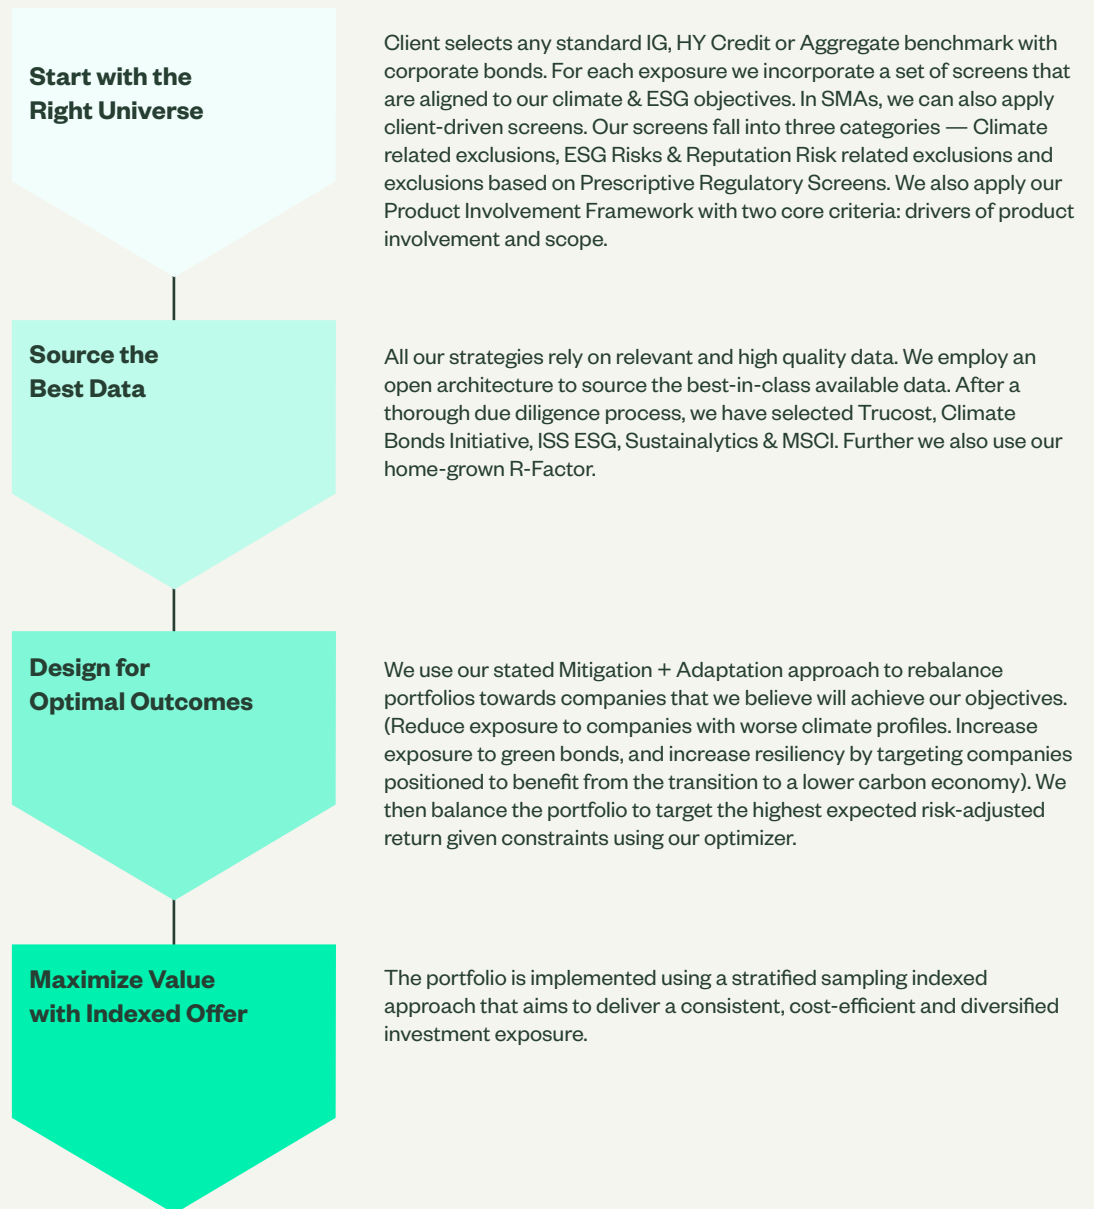 Start with the
Right Universe
Client selects any standard IG, HY Credit or Aggregate benchmark with
corporate bonds. For each exposure we incorporate a set of screens that
are aligned to our climate & ESG objectives. In SMAs, we can also apply
client-driven screens. Our screens fall into three categories — Climate
related exclusions, ESG Risks & Reputation Risk related exclusions and
exclusions based on Prescriptive Regulatory Screens. We also apply our
Product Involvement Framework with two core criteria: drivers of product
involvement and scope.
Source the
Best Data
All our strategies rely on relevant and high quality data. We employ an
open architecture to source the best-in-class available data. After a
thorough due diligence process, we have selected Trucost, Climate
Bonds Initiative, ISS ESG, Sustainalytics & MSCI. Further we also use our
home-grown R-Factor.
Design for
Optimal Outcomes
We use our stated Mitigation + Adaptation approach to rebalance
portfolios towards companies that we believe will achieve our objectives.
(Reduce exposure to companies with worse climate profiles. Increase
exposure to green bonds, and increase resiliency by targeting companies
positioned to benefit from the transition to a lower carbon economy). We
then balance the portfolio to target the highest expected risk-adjusted
return given constraints using our optimizer.
Maximize Value
with Indexed Offer
The portfolio is implemented using a stratified sampling indexed
approach that aims to deliver a consistent, cost-efficient and diversified
investment exposure.